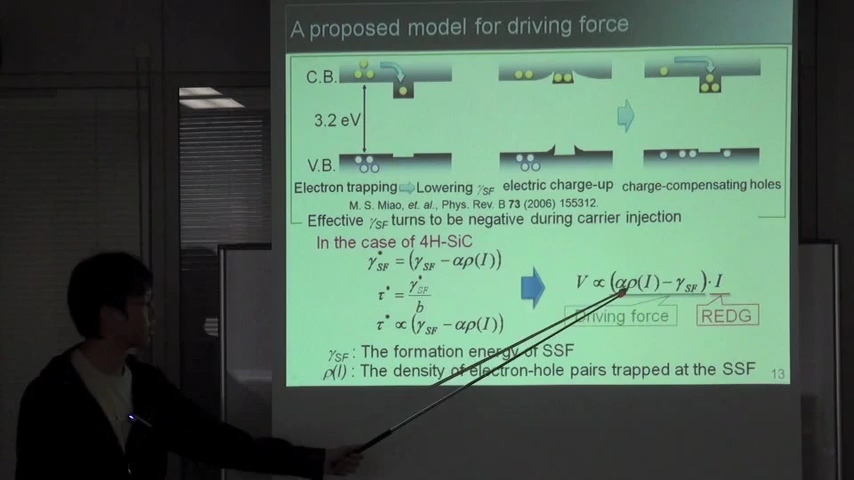 A proposed model for driving force
C.B.
3.2 eV
V.B.
Electron trapping Lowering γSF electric charge-up charge-compensating holes
M. S. Miao, et. al., Phys. Rev. B 73 (2006) 155312.
Effective γSF turns to be negative during carrier injection
In the case of 4H-SiC
γ*SF = (γSF − αρ(I))
τ* = γ*SF / b
τ* ∝ (γSF − αρ(I))
V ∝ (αρ(I) − γSF) · I
Driving force REDG
γSF : The formation energy of SSF
ρ(I) : The density of electron-hole pairs trapped at the SSF
13